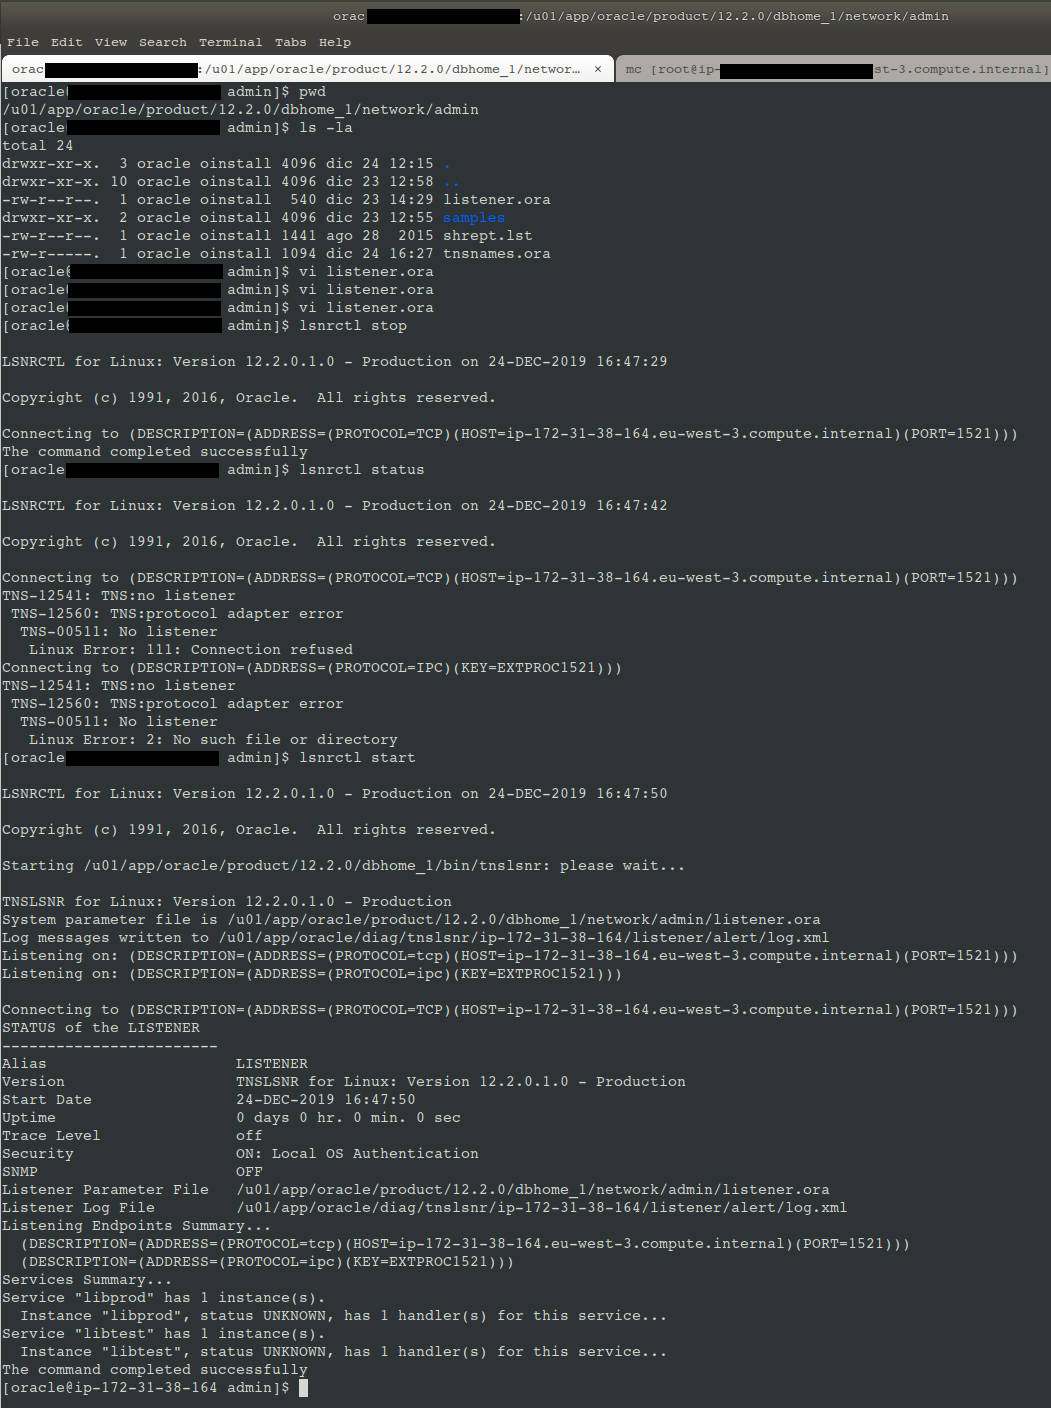 orac :/u01/app/oracle/product/12.2.0/dbhome_1/network/admin
File Edit View Search Terminal Tabs Help
orac :/u01/app/oracle/product/12.2.0/dbhome_1/networ... × mc [root@ip- st-3.compute.internal]
[oracle admin]$ pwd
/u01/app/oracle/product/12.2.0/dbhome_1/network/admin
[oracle admin]$ ls -la
total 24
drwxr-xr-x. 3 oracle oinstall 4096 dic 24 12:15 .
drwxr-xr-x. 10 oracle oinstall 4096 dic 23 12:58 ..
-rw-r--r--. 1 oracle oinstall 540 dic 23 14:29 listener.ora
drwxr-xr-x. 2 oracle oinstall 4096 dic 23 12:55 samples
-rw-r--r--. 1 oracle oinstall 1441 ago 28 2015 shrept.lst
-rw-r-----. 1 oracle oinstall 1094 dic 24 16:27 tnsnames.ora
[oracle@ admin]$ vi listener.ora
[oracle admin]$ vi listener.ora
[oracle admin]$ vi listener.ora
[oracle@ admin]$ lsnrctl stop
LSNRCTL for Linux: Version 12.2.0.1.0 - Production on 24-DEC-2019 16:47:29
Copyright (c) 1991, 2016, Oracle. All rights reserved.
Connecting to (DESCRIPTION=(ADDRESS=(PROTOCOL=TCP)(HOST=ip-172-31-38-164.eu-west-3.compute.internal)(PORT=1521)))
The command completed successfully
[oracle admin]$ lsnrctl status
LSNRCTL for Linux: Version 12.2.0.1.0 - Production on 24-DEC-2019 16:47:42
Copyright (c) 1991, 2016, Oracle. All rights reserved.
Connecting to (DESCRIPTION=(ADDRESS=(PROTOCOL=TCP)(HOST=ip-172-31-38-164.eu-west-3.compute.internal)(PORT=1521)))
TNS-12541: TNS:no listener
TNS-12560: TNS:protocol adapter error
TNS-00511: No listener
Linux Error: 111: Connection refused
Connecting to (DESCRIPTION=(ADDRESS=(PROTOCOL=IPC)(KEY=EXTPROC1521)))
TNS-12541: TNS:no listener
TNS-12560: TNS:protocol adapter error
TNS-00511: No listener
Linux Error: 2: No such file or directory
[oracle admin]$ lsnrctl start
LSNRCTL for Linux: Version 12.2.0.1.0 - Production on 24-DEC-2019 16:47:50
Copyright (c) 1991, 2016, Oracle. All rights reserved.
Starting /u01/app/oracle/product/12.2.0/dbhome_1/bin/tnslsnr: please wait...
TNSLSNR for Linux: Version 12.2.0.1.0 - Production
System parameter file is /u01/app/oracle/product/12.2.0/dbhome_1/network/admin/listener.ora
Log messages written to /u01/app/oracle/diag/tnslsnr/ip-172-31-38-164/listener/alert/log.xml
Listening on: (DESCRIPTION=(ADDRESS=(PROTOCOL=tcp)(HOST=ip-172-31-38-164.eu-west-3.compute.internal)(PORT=1521)))
Listening on: (DESCRIPTION=(ADDRESS=(PROTOCOL=ipc)(KEY=EXTPROC1521)))
Connecting to (DESCRIPTION=(ADDRESS=(PROTOCOL=TCP)(HOST=ip-172-31-38-164.eu-west-3.compute.internal)(PORT=1521)))
STATUS of the LISTENER
------------------------
Alias LISTENER
Version TNSLSNR for Linux: Version 12.2.0.1.0 - Production
Start Date 24-DEC-2019 16:47:50
Uptime 0 days 0 hr. 0 min. 0 sec
Trace Level off
Security ON: Local OS Authentication
SNMP OFF
Listener Parameter File /u01/app/oracle/product/12.2.0/dbhome_1/network/admin/listener.ora
Listener Log File /u01/app/oracle/diag/tnslsnr/ip-172-31-38-164/listener/alert/log.xml
Listening Endpoints Summary...
(DESCRIPTION=(ADDRESS=(PROTOCOL=tcp)(HOST=ip-172-31-38-164.eu-west-3.compute.internal)(PORT=1521)))
(DESCRIPTION=(ADDRESS=(PROTOCOL=ipc)(KEY=EXTPROC1521)))
Services Summary...
Service "libprod" has 1 instance(s).
Instance "libprod", status UNKNOWN, has 1 handler(s) for this service...
Service "libtest" has 1 instance(s).
Instance "libtest", status UNKNOWN, has 1 handler(s) for this service...
The command completed successfully
[oracle@ip-172-31-38-164 admin]$